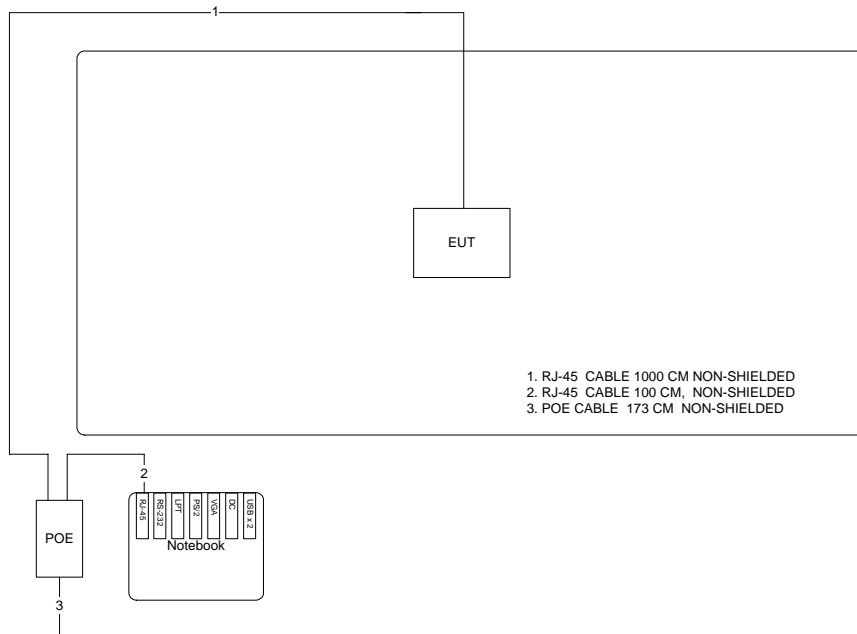 1
EUT
1. RJ-45 CABLE 1000 CM NON-SHIELDED
2. RJ-45 CABLE 100 CM, NON-SHIELDED
3. POE CABLE 173 CM NON-SHIELDED
2
RJ-45
RS-232
LPT
PS/2
VGA
DC
USB x 2
Notebook
POE
3